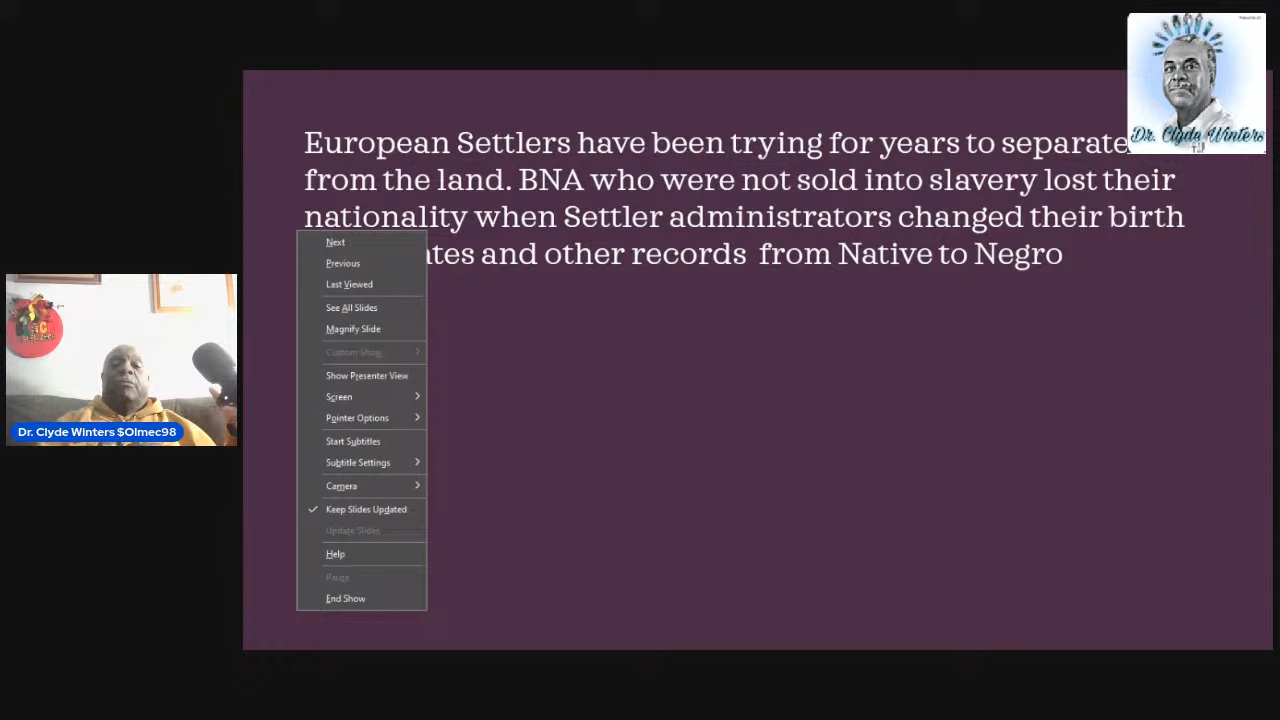 European Settlers have been trying for years to separate
from the land. BNA who were not sold into slavery lost their
nationality when Settler administrators changed their birth
ates and other records from Native to Negro
Dr. Clyde Winters
Next
Previous
Last Viewed
See All Slides
Magnify Slide
Custom Show
Show Presenter View
Screen
Pointer Options
Start Subtitles
Subtitle Settings
Camera
Keep Slides Updated
Update Slides
Help
Pause
End Show
Dr. Clyde Winters $Olmec98